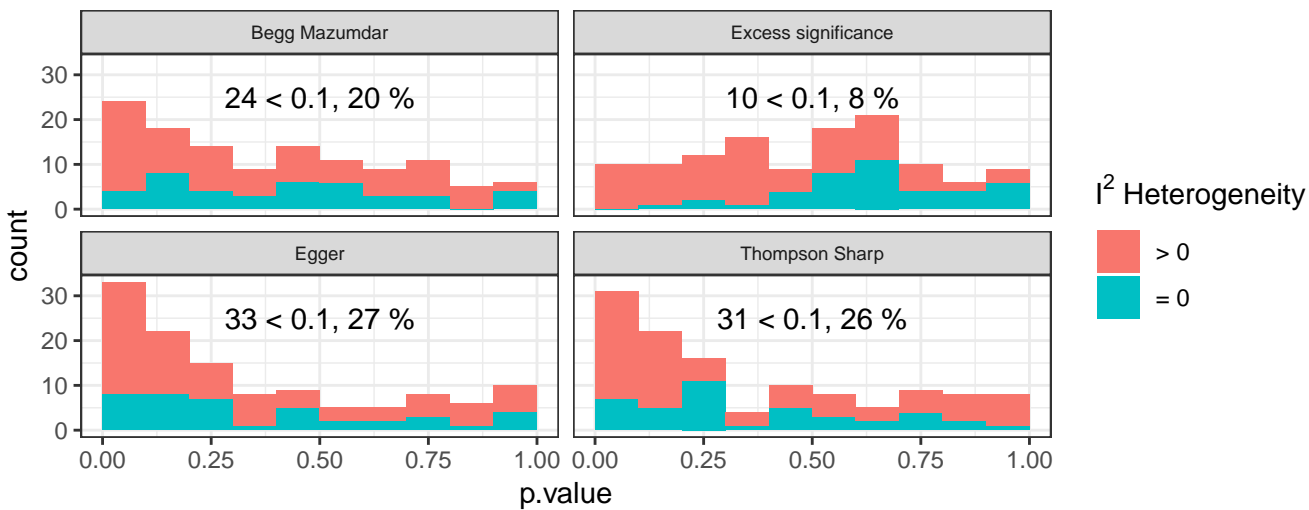 Begg Mazumdar
Excess significance
24 < 0.1, 20 %
10 < 0.1, 8 %
30
20
10
0
Egger
Thompson Sharp
33 < 0.1, 27 %
31 < 0.1, 26 %
30
20
10
0
0.00 0.25 0.50 0.75 1.00
0.00 0.25 0.50 0.75 1.00
p.value
count
I² Heterogeneity
> 0
= 0